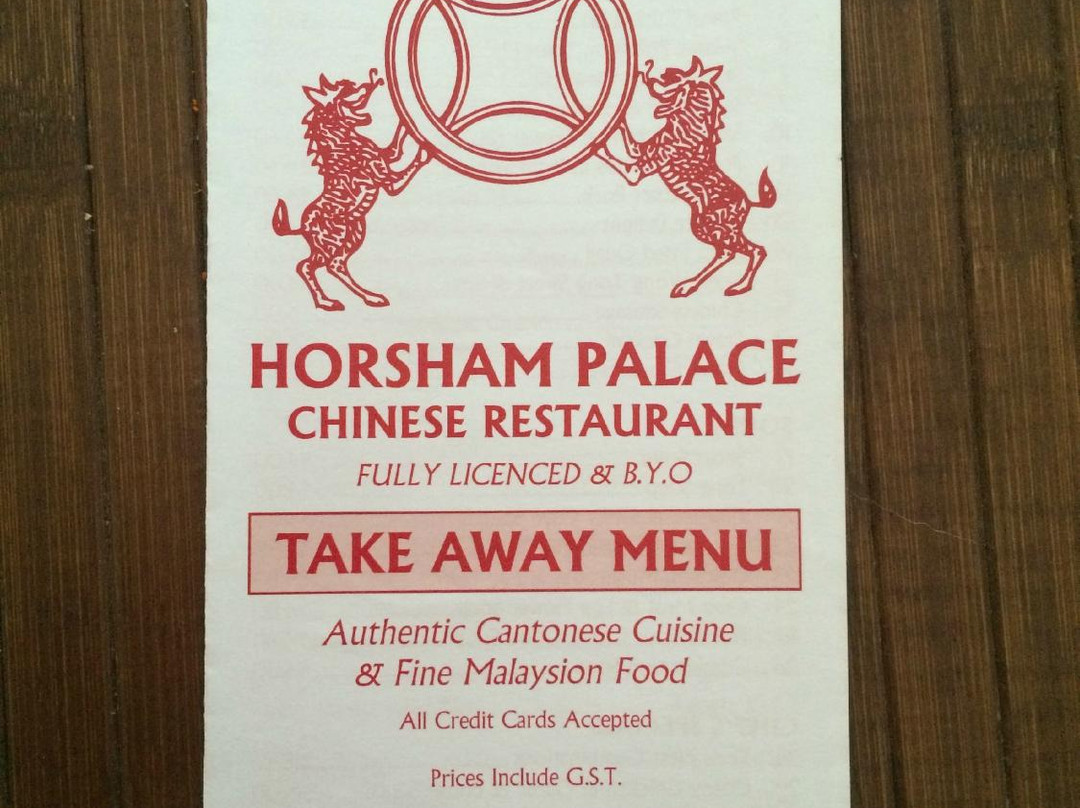 HORSHAM PALACE
CHINESE RESTAURANT
FULLY LICENCED & B.Y.O
TAKE AWAY MENU
Authentic Cantonese Cuisine
& Fine Malaysion Food
All Credit Cards Accepted
Prices Include G.S.T.